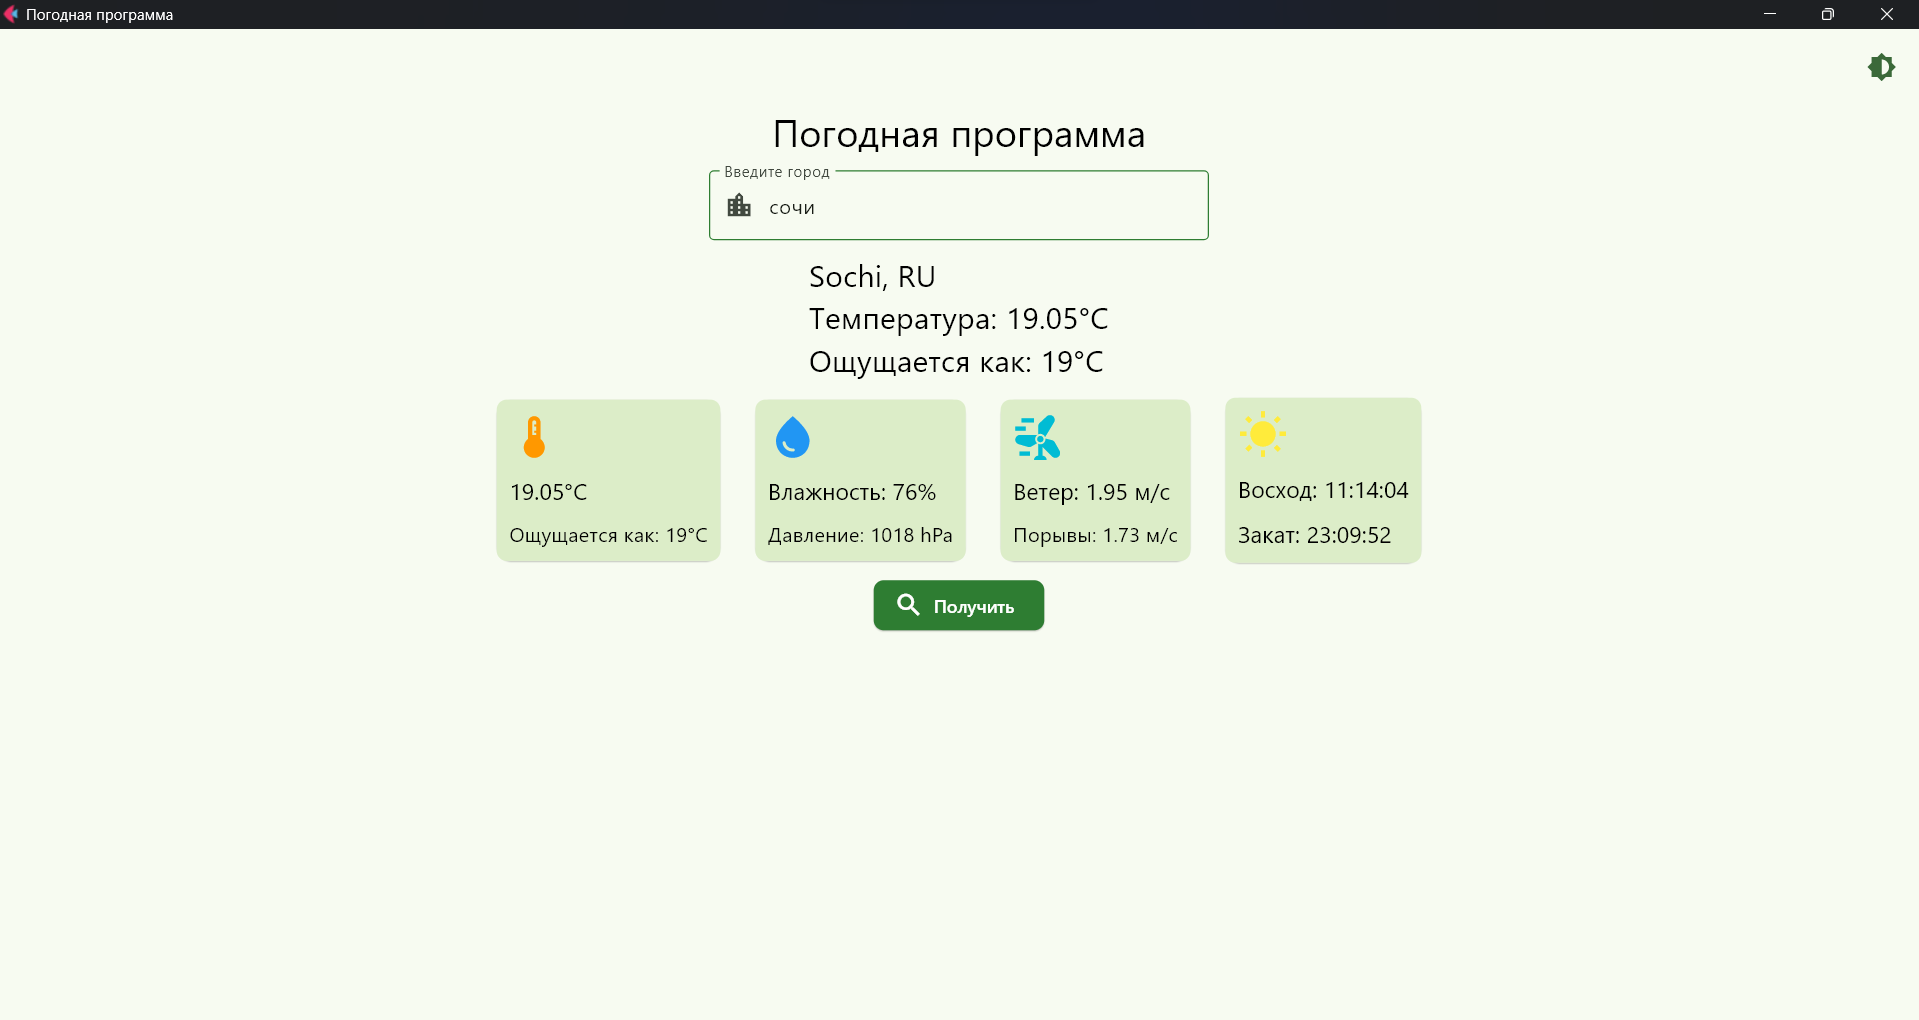 Погодная программа
Погодная программа
Введите город
сочи
Sochi, RU
Температура: 19.05°C
Ощущается как: 19°C
19.05°C
Ощущается как: 19°C
Влажность: 76%
Давление: 1018 hPa
Ветер: 1.95 м/с
Порывы: 1.73 м/с
Восход: 11:14:04
Закат: 23:09:52
Получить